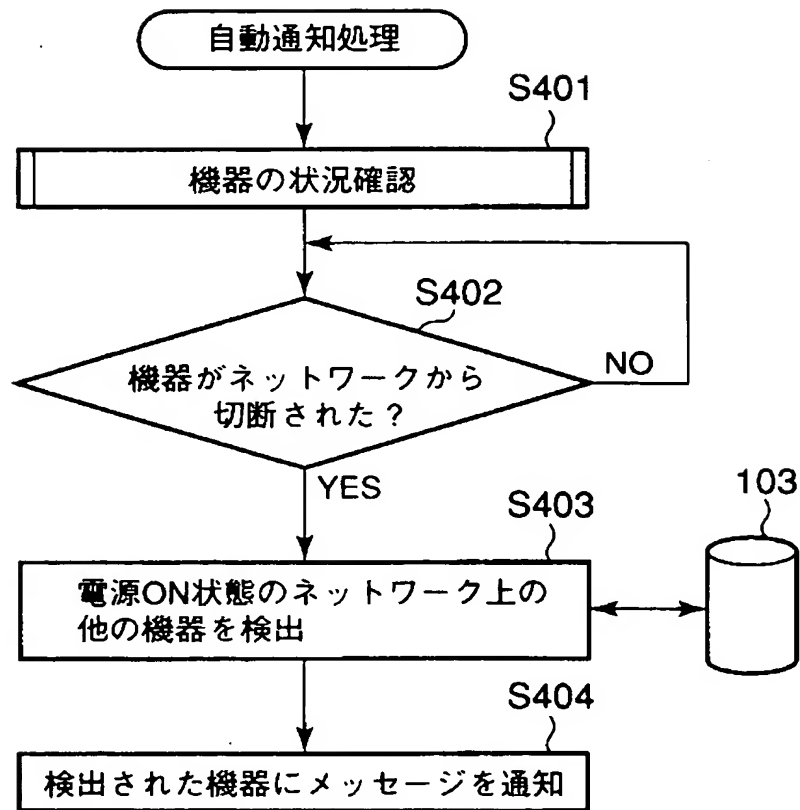 自動通知処理
S401
機器の状況確認
S402
機器がネットワークから
切断された?
NO
YES
S403
103
電源ON状態のネットワーク上の
他の機器を検出
S404
検出された機器にメッセージを通知